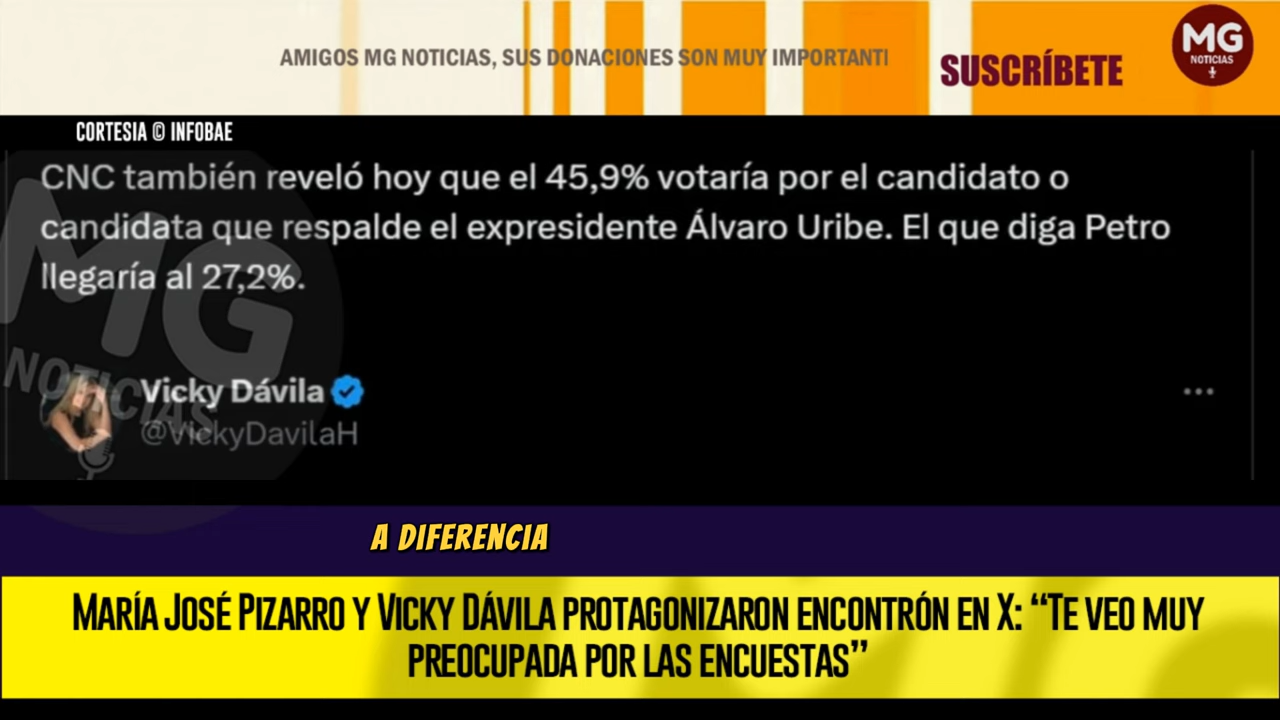 AMIGOS MG NOTICIAS, SUS DONACIONES SON MUY IMPORTANT
SUSCRÍBETE
MG
NOTICIAS
CORTESIA © INFOBAE
CNC también reveló hoy que el 45,9% votaría por el candidato o
candidata que respalde el expresidente Álvaro Uribe. El que diga Petro
llegaría al 27,2%.
MG
NOTICIAS
Vicky Dávila
@VickyDavilaH
A DIFERENCIA
MARÍA JOSÉ PIZARRO Y VICKY DÁVILA PROTAGONIZARON ENCONTRÓN EN X: “TE VEO MUY
PREOCUPADA POR LAS ENCUESTAS”